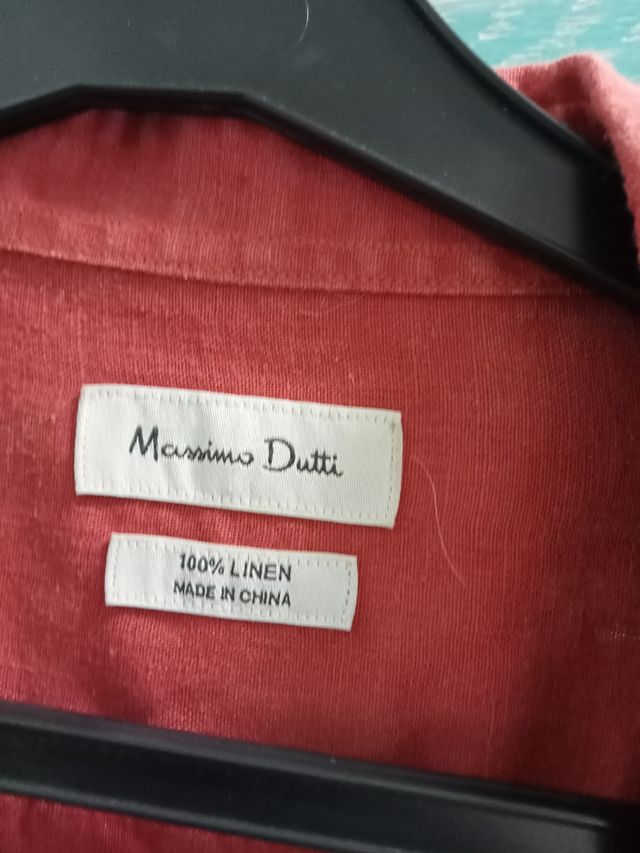 Massimo Dutti
100% LINEN
MADE IN CHINA